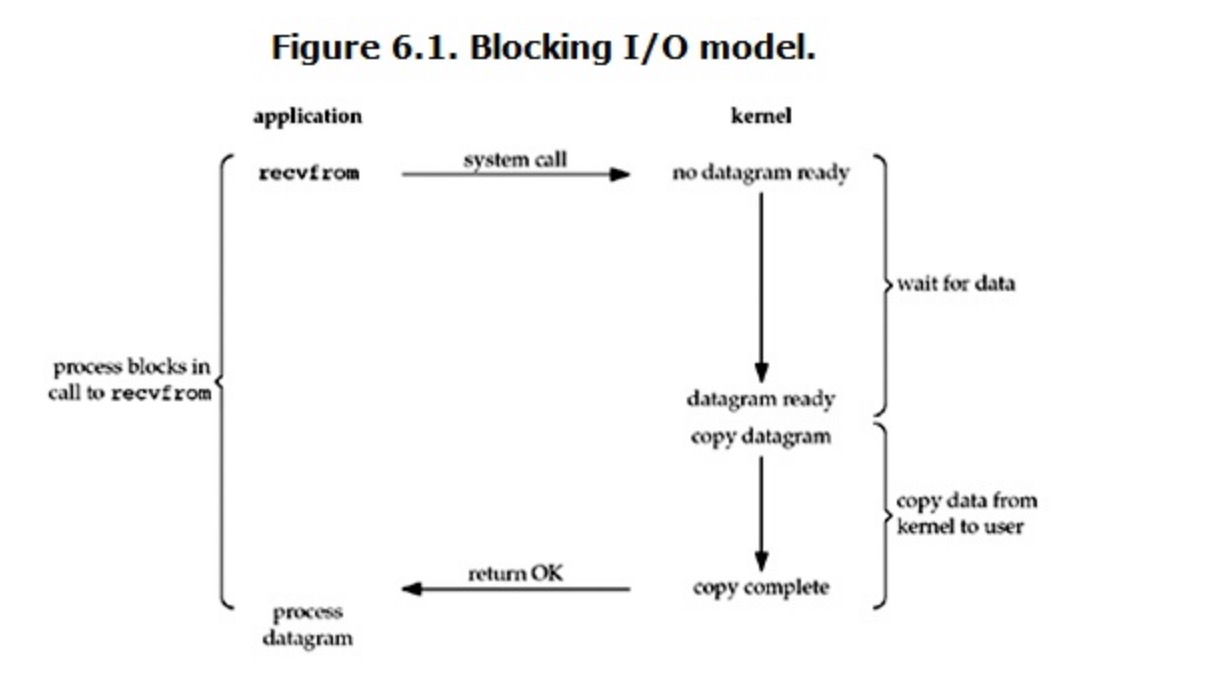 Figure 6.1. Blocking I/O model.
application
kernel
recvfrom
system call
no datagram ready
wait for data
process blocks in
call to recvfrom
datagram ready
copy datagram
copy data from
kernel to user
return OK
copy complete
process
datagram